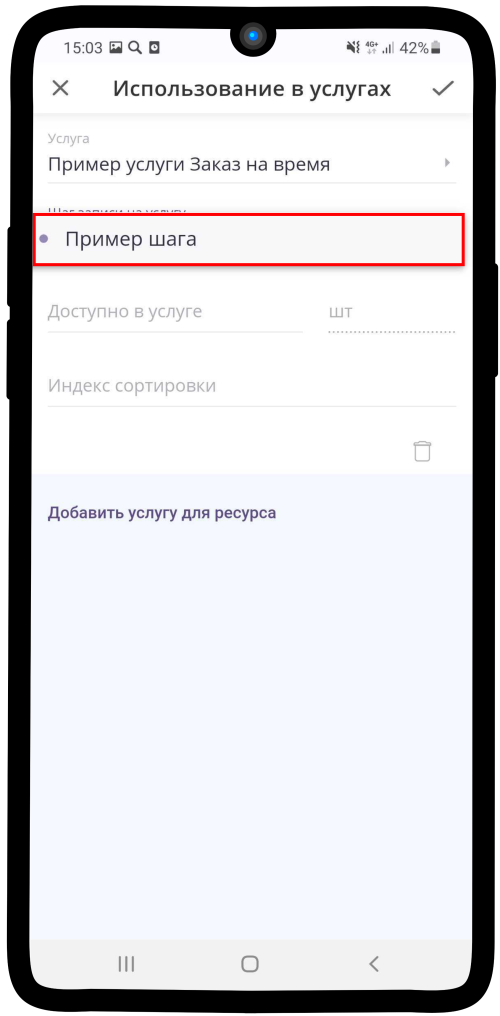 15:03 4G+ 42%
Использование в услугах
Услуга
Пример услуги Заказ на время
Шаг записи на услугу
Пример шага
Доступно в услуге шт
Индекс сортировки
Добавить услугу для ресурса